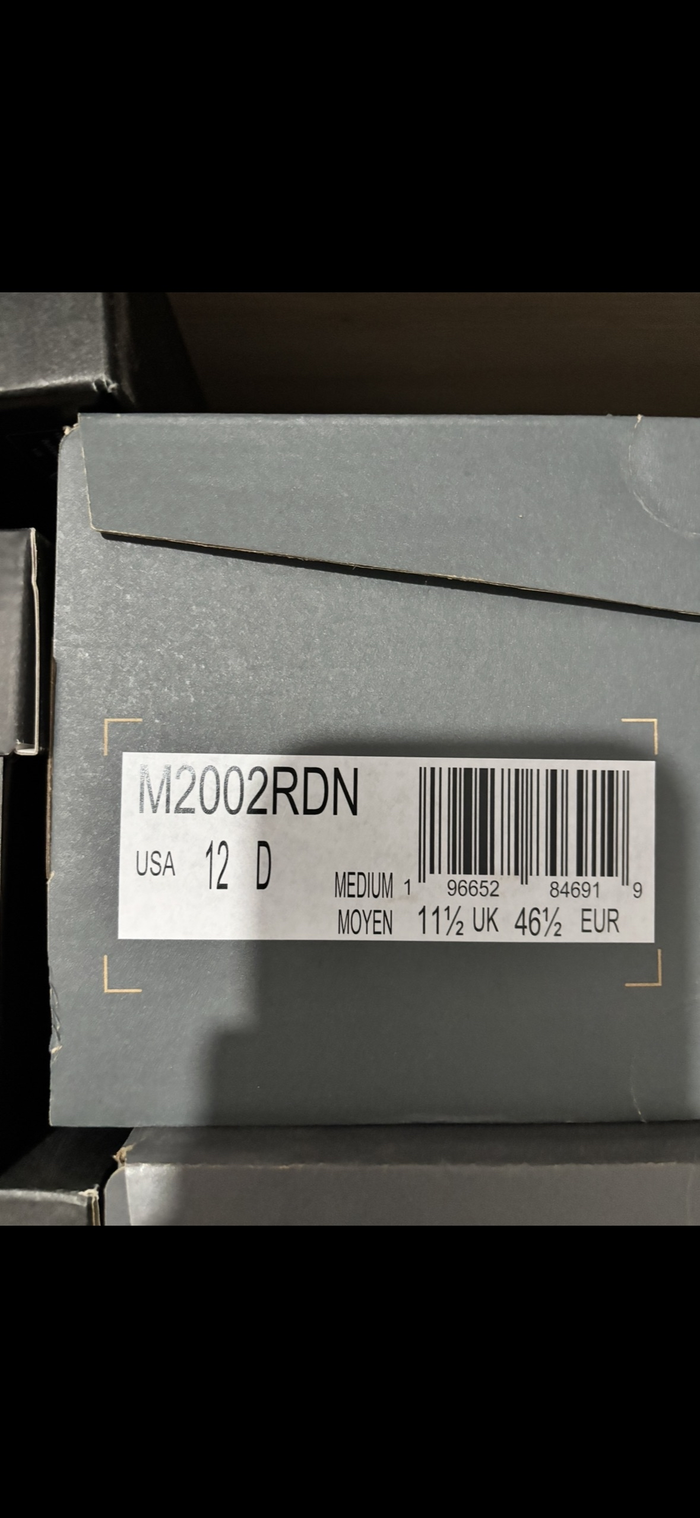 M2002RDN
USA 12 D
MEDIUM 1 96652 84691 9
MOYEN 11½ UK 46½ EUR